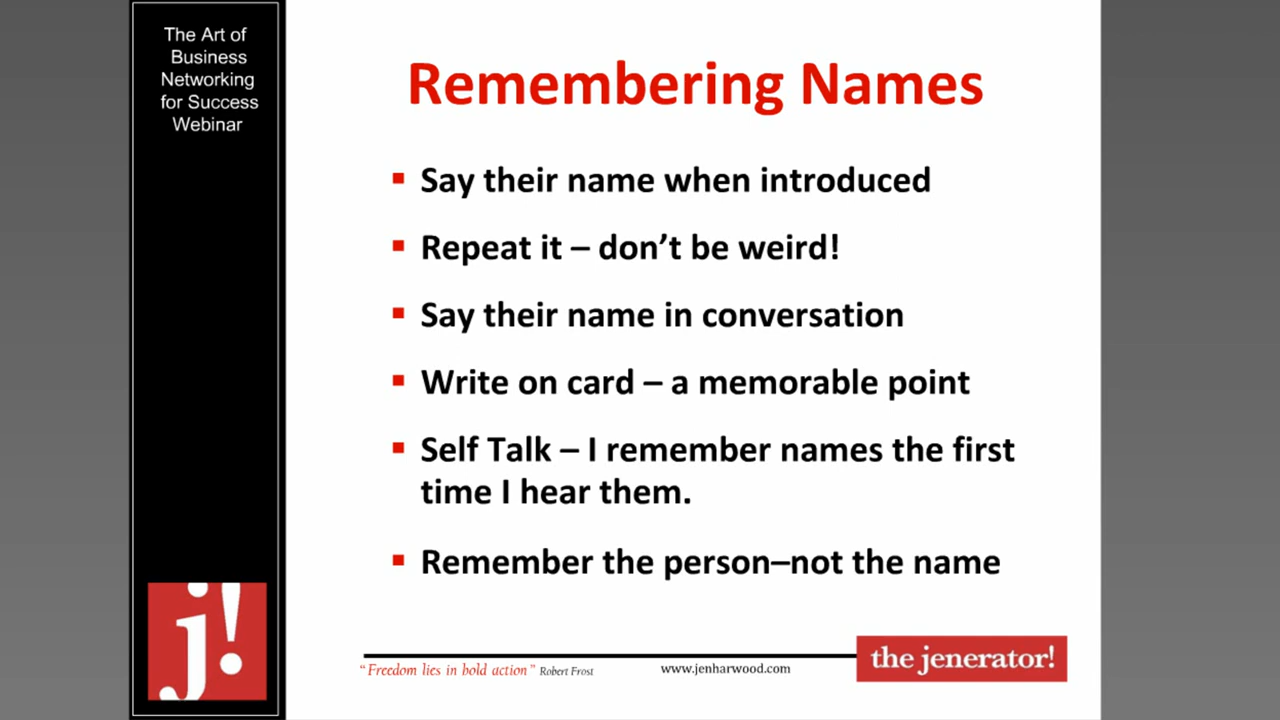 The Art of
Business
Networking
for Success
Webinar
Remembering Names
Say their name when introduced
Repeat it – don’t be weird!
Say their name in conversation
Write on card – a memorable point
Self Talk – I remember names the first
time I hear them.
Remember the person–not the name
j!
“Freedom lies in bold action” Robert Frost
www.jenharwood.com
the jenerator!